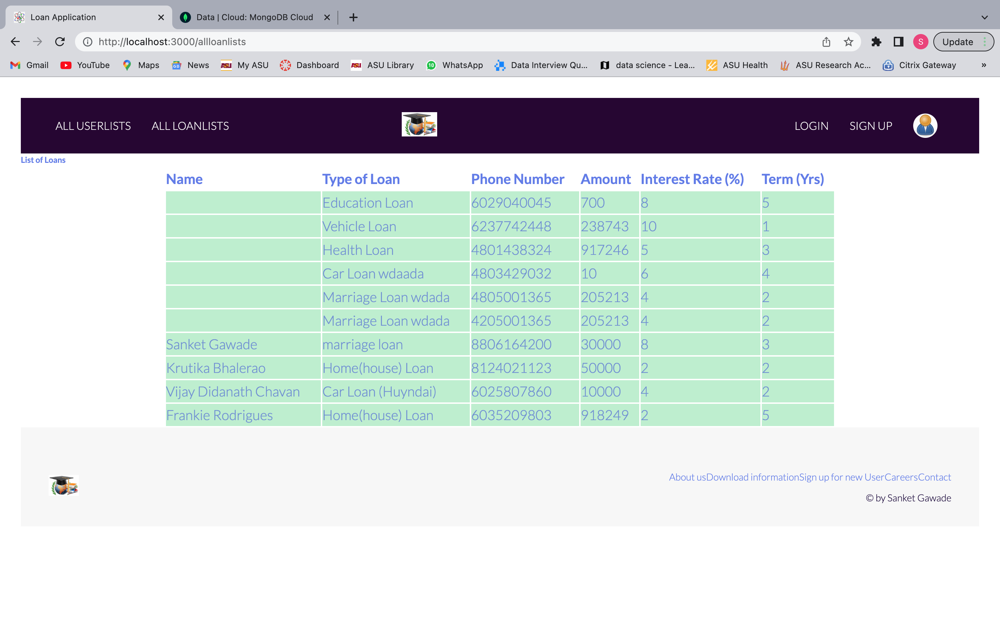 Loan Application Data | Cloud: MongoDB Cloud
http://localhost:3000/allloanlists S Update
Gmail YouTube Maps News My ASU Dashboard ASU Library 10 WhatsApp Data Interview Qu... data science - Lea... ASU Health ASU Research Ac... Citrix Gateway »
ALL USERLISTS ALL LOANLISTS LOGIN SIGN UP
List of Loans
Name Type of Loan Phone Number Amount Interest Rate (%) Term (Yrs)
Education Loan 6029040045 700 8 5
Vehicle Loan 6237742448 238743 10 1
Health Loan 4801438324 917246 5 3
Car Loan wdaada 4803429032 10 6 4
Marriage Loan wdada 4805001365 205213 4 2
Marriage Loan wdada 4205001365 205213 4 2
Sanket Gawade marriage loan 8806164200 30000 8 3
Krutika Bhalerao Home(house) Loan 8124021123 50000 2 2
Vijay Didanath Chavan Car Loan (Huyndai) 6025807860 10000 4 2
Frankie Rodrigues Home(house) Loan 6035209803 918249 2 5
About usDownload informationSign up for new UserCareersContact
© by Sanket Gawade